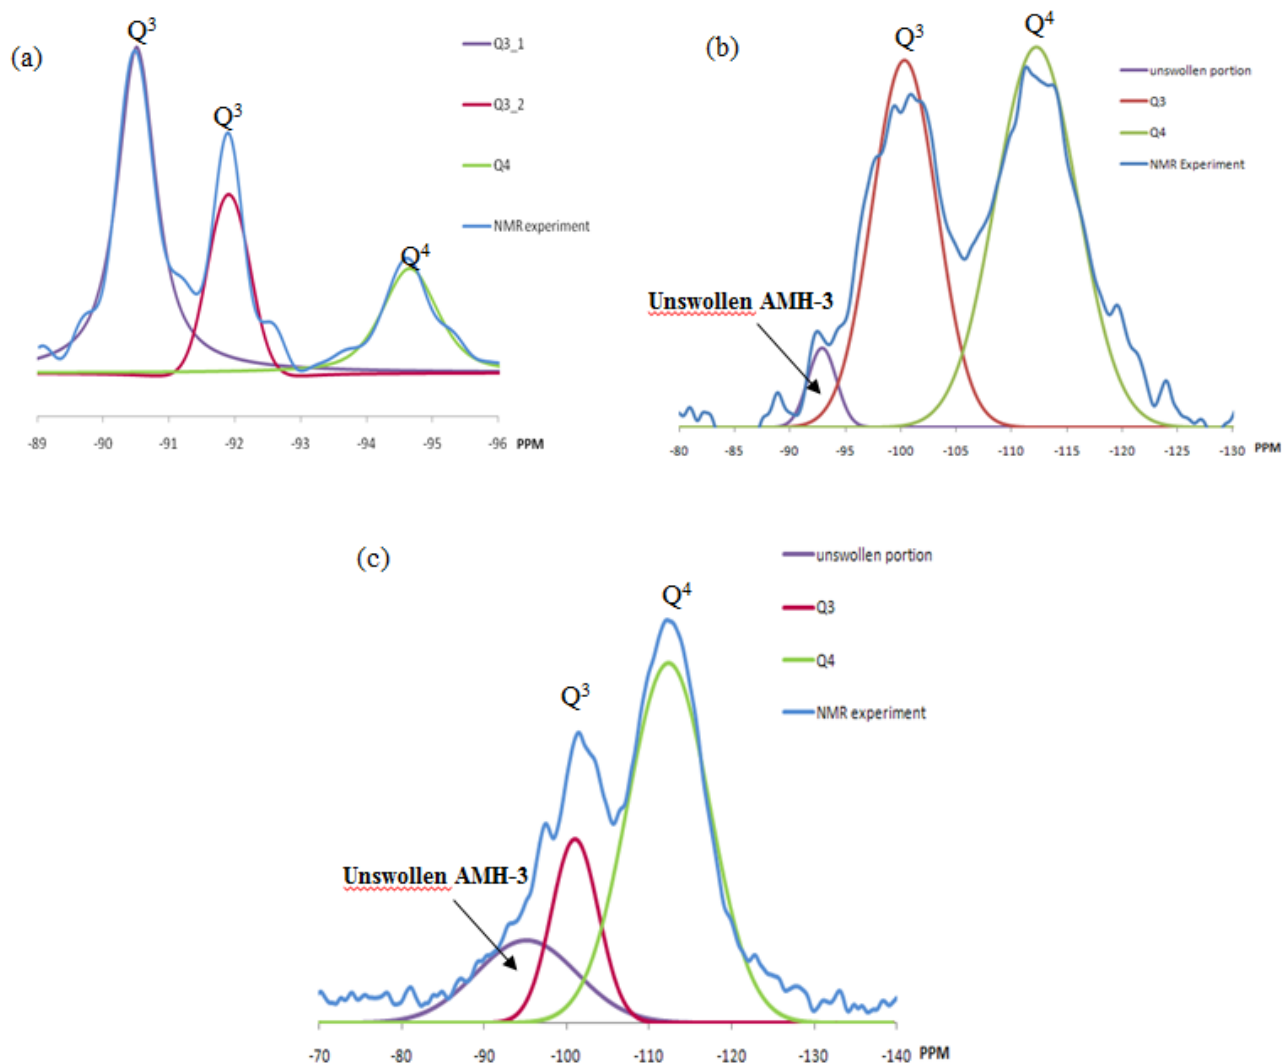 (a)
Q³
Q³
Q⁴
Q3_1
Q3_2
Q4
NMR experiment
-89 -90 -91 -92 -93 -94 -95 -96 PPM
(b)
Q³
Q⁴
unswollen portion
Q3
Q4
NMR Experiment
Unswollen AMH-3
-80 -85 -90 -95 -100 -105 -110 -115 -120 -125 -130 PPM
(c)
Q³
Q⁴
unswollen portion
Q3
Q4
NMR experiment
Unswollen AMH-3
-70 -80 -90 -100 -110 -120 -130 -140 PPM